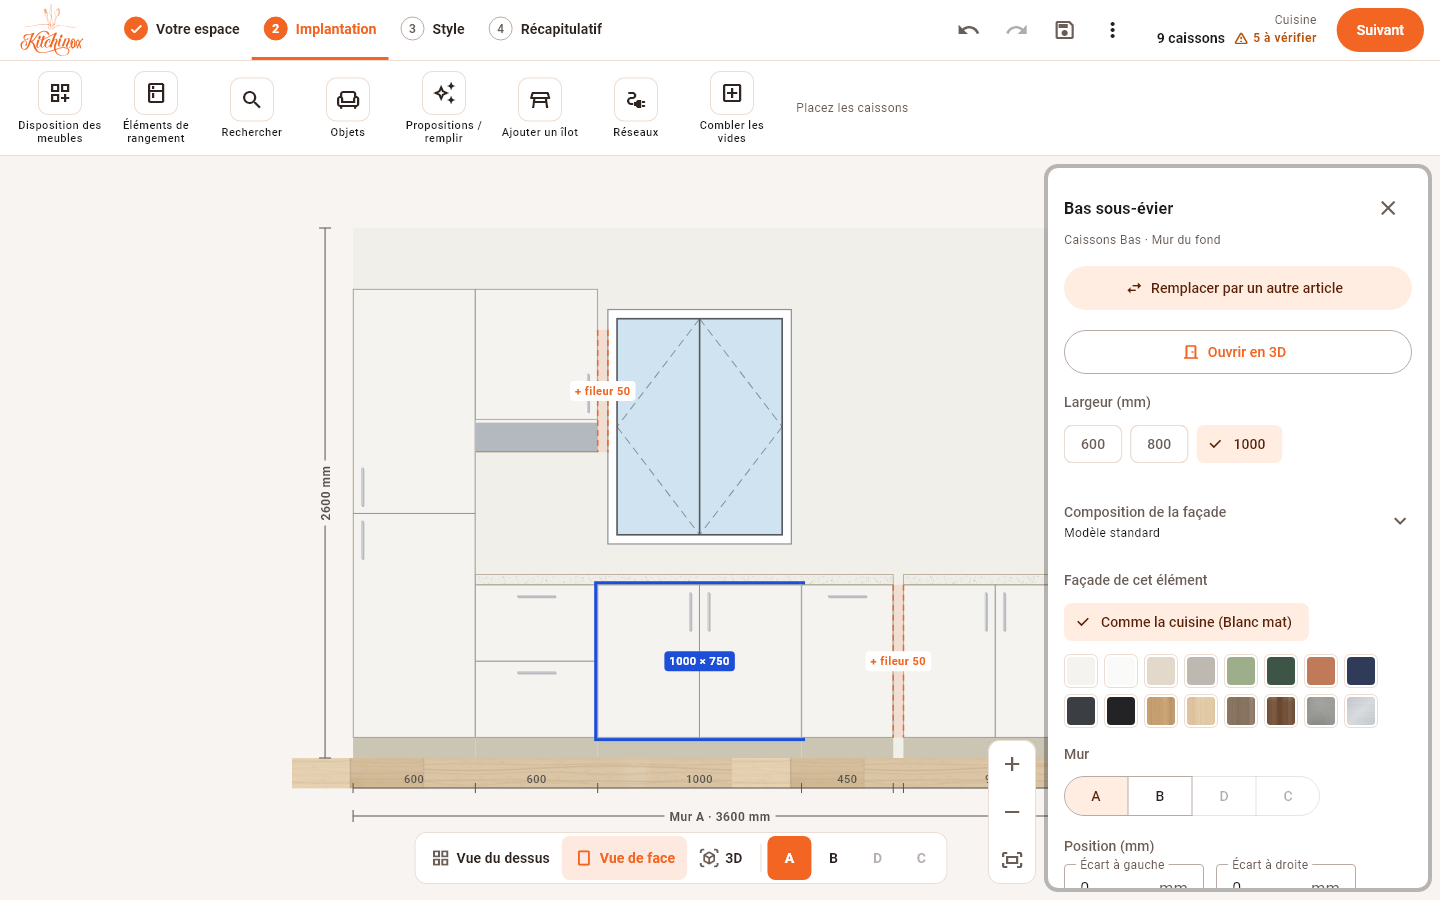 Kitchinox
Votre espace
2 Implantation
3 Style
4 Récapitulatif
Cuisine
9 caissons 5 à vérifier
Suivant
Disposition des
meubles
Éléments de
rangement
Rechercher
Objets
Propositions /
remplir
Ajouter un îlot
Réseaux
Combler les
vides
Placez les caissons
2600 mm
+ fileur 50
1000 × 750
+ fileur 50
600
600
1000
450
Mur A · 3600 mm
Vue du dessus
Vue de face
3D
A
B
D
C
Bas sous-évier
Caissons Bas · Mur du fond
Remplacer par un autre article
Ouvrir en 3D
Largeur (mm)
600
800
1000
Composition de la façade
Modèle standard
Façade de cet élément
Comme la cuisine (Blanc mat)
Mur
A
B
D
C
Position (mm)
Écart à gauche
0 mm
Écart à droite
0 mm